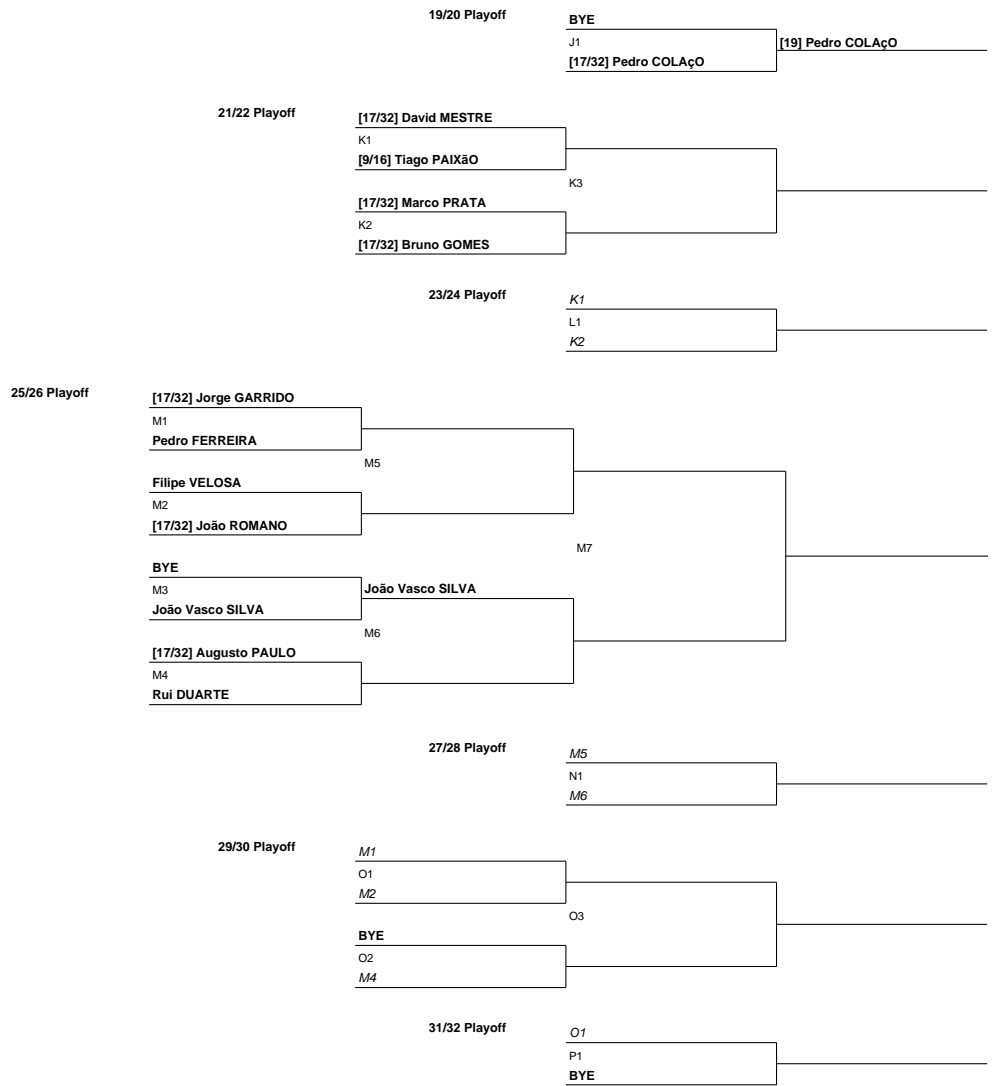 19/20 Playoff
BYE
J1
[19] Pedro COLAçO
[17/32] Pedro COLAçO
21/22 Playoff
[17/32] David MESTRE
K1
[9/16] Tiago PAIXãO
K3
[17/32] Marco PRATA
K2
[17/32] Bruno GOMES
23/24 Playoff
K1
L1
K2
25/26 Playoff
[17/32] Jorge GARRIDO
M1
Pedro FERREIRA
M5
Filipe VELOSA
M2
[17/32] João ROMANO
M7
BYE
M3
João Vasco SILVA
João Vasco SILVA
M6
[17/32] Augusto PAULO
M4
Rui DUARTE
27/28 Playoff
M5
N1
M6
29/30 Playoff
M1
O1
M2
O3
BYE
O2
M4
31/32 Playoff
O1
P1
BYE